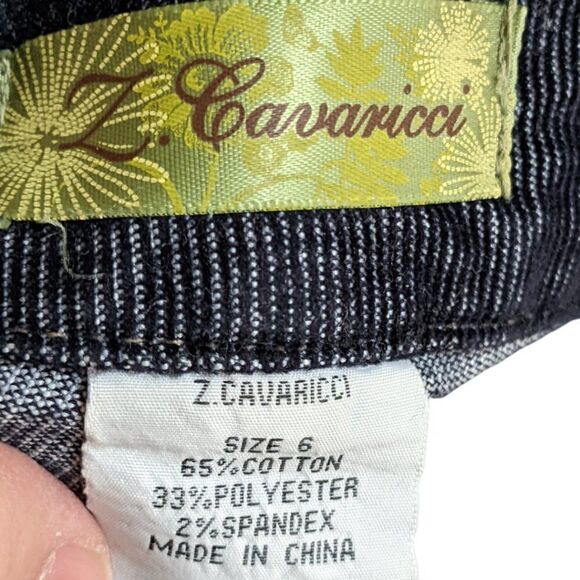 Z. Cavaricci
Z.CAVARICCI
SIZE 6
65%COTTON
33%POLYESTER
2%SPANDEX
MADE IN CHINA